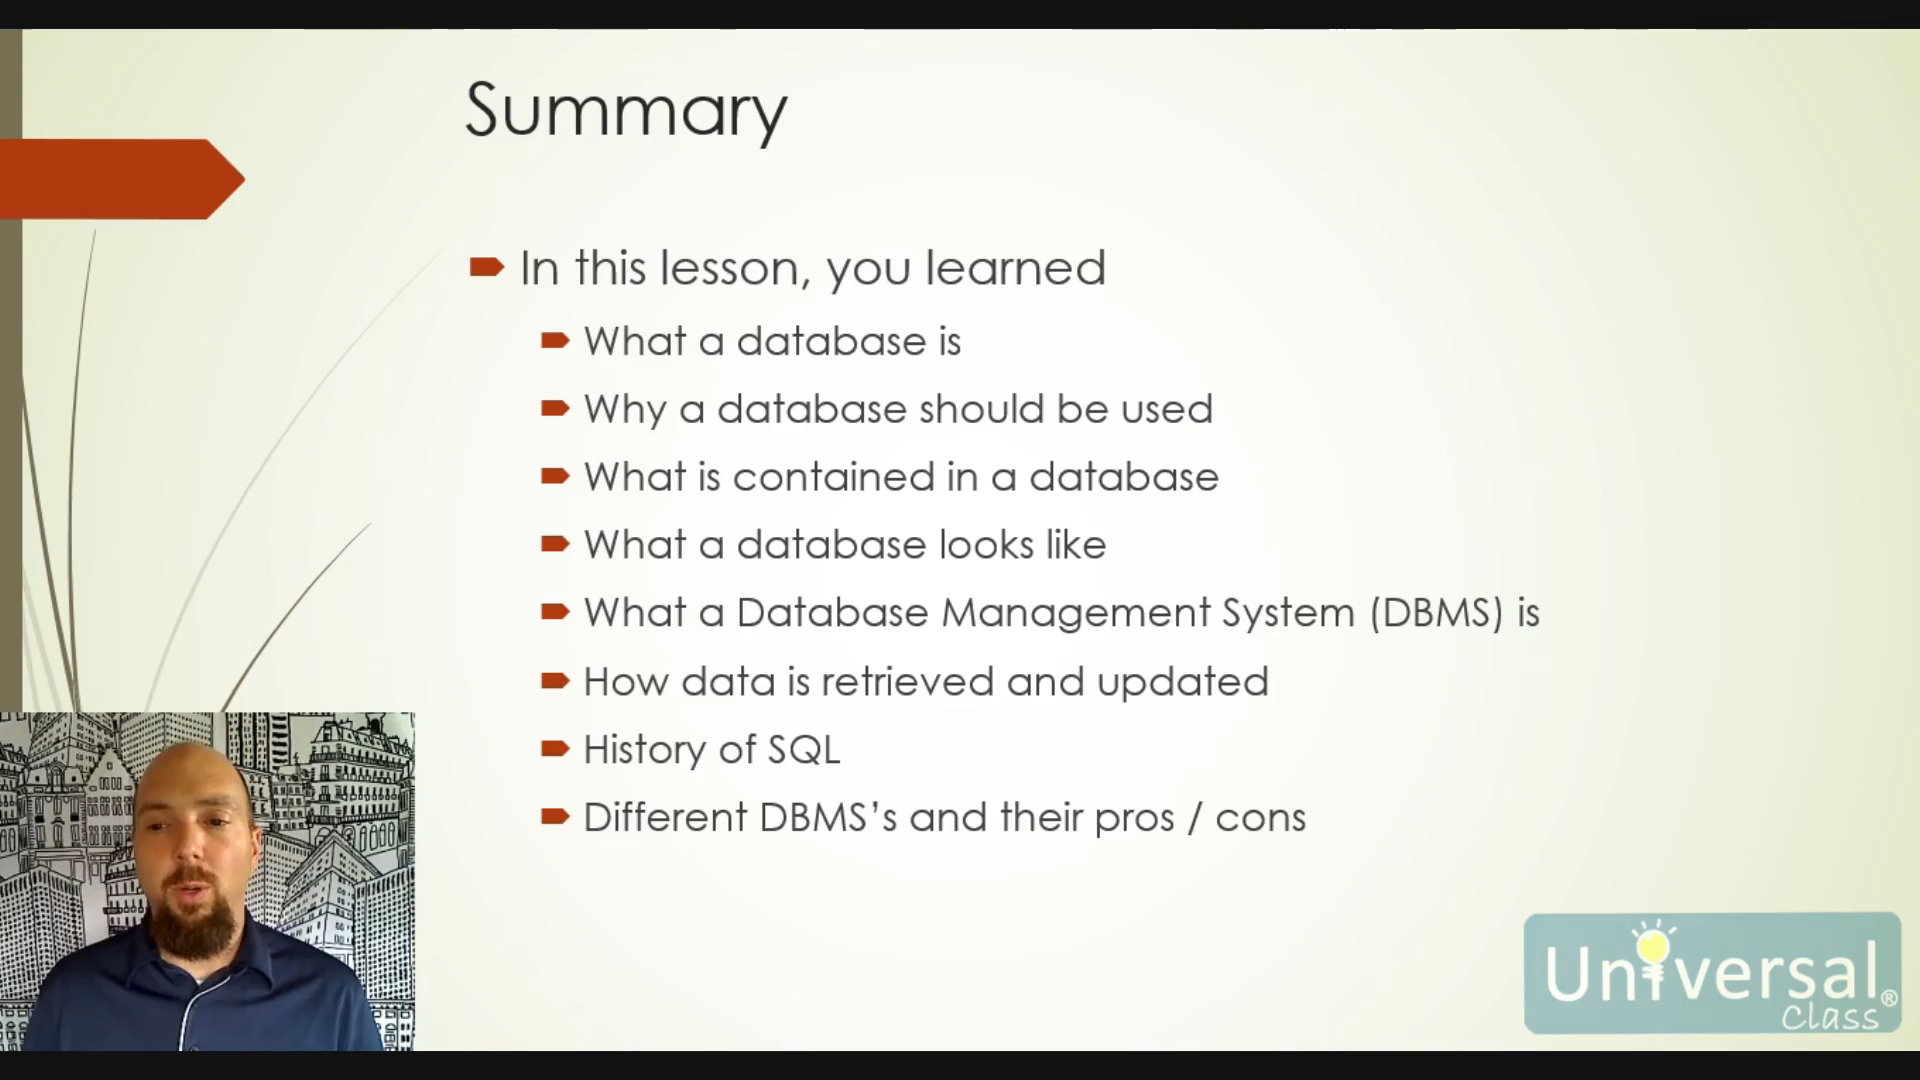 Summary
In this lesson, you learned
What a database is
Why a database should be used
What is contained in a database
What a database looks like
What a Database Management System (DBMS) is
How data is retrieved and updated
History of SQL
Different DBMS’s and their pros / cons
Universal®
Class